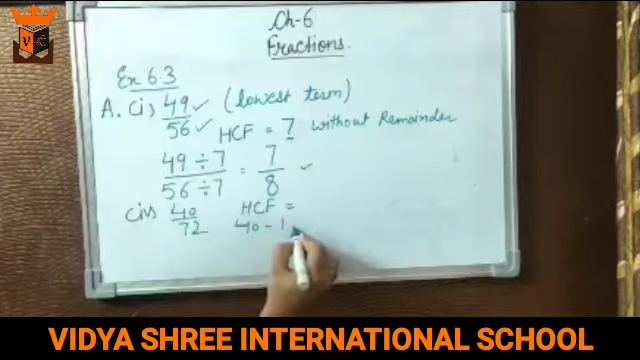 V S
Ch-6
Fractions.
Ex 6.3
A. (i) 49 (lowest term)
56 HCF = 7 without Remainder
49 ÷ 7 = 7
56 ÷ 7 8
40 HCF =
72 40 - 1
VIDYA SHREE INTERNATIONAL SCHOOL